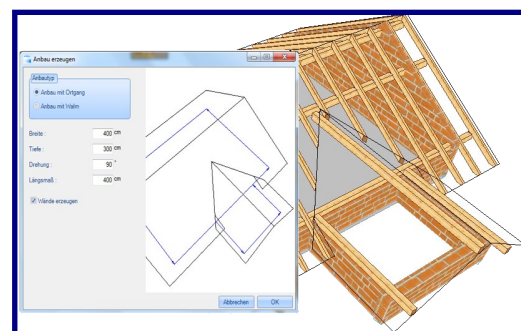 Anbau erzeugen
Anbautyp
Anbau mit Ortgang
Anbau mit Walm
Breite : 400 cm
Tiefe : 300 cm
Drehung : 90 °
Längsmaß : 400 cm
Wände erzeugen
Abbrechen OK